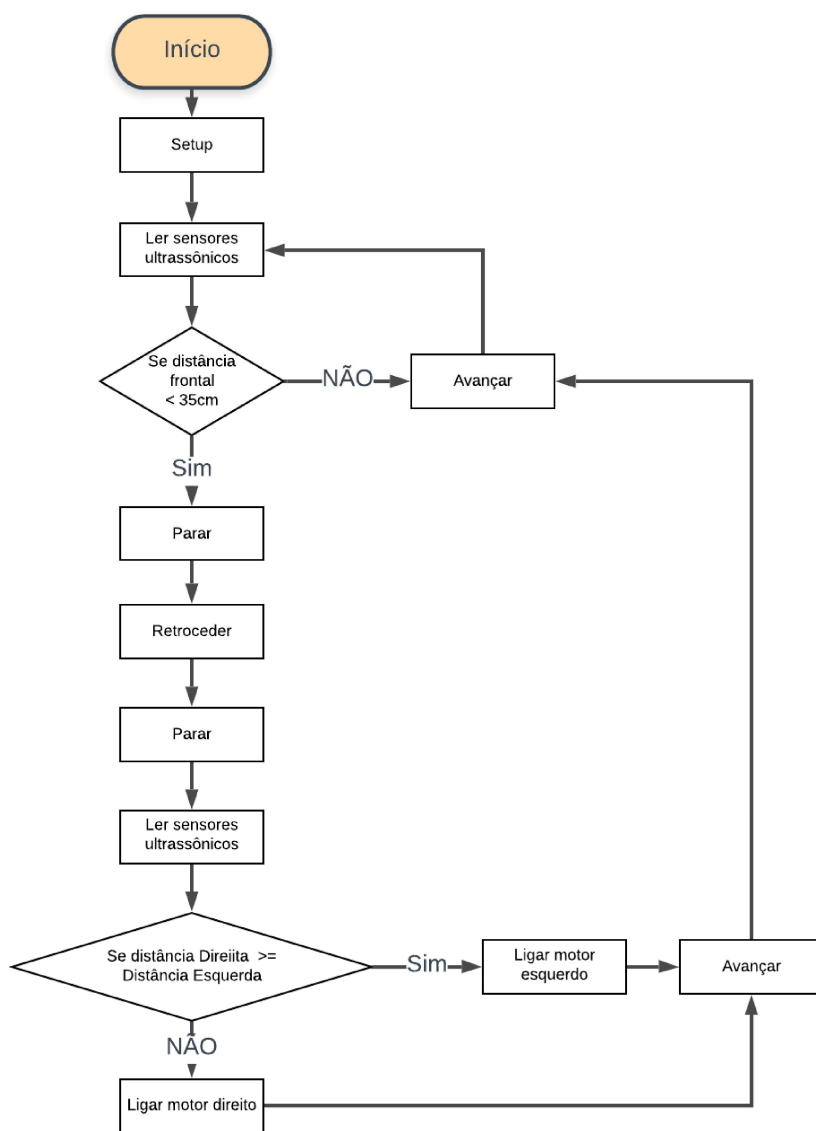 Início
Setup
Ler sensores
ultrassônicos
Se distância
frontal
< 35cm
NÃO
Avançar
Sim
Parar
Retroceder
Parar
Ler sensores
ultrassônicos
Se distância Direiita >=
Distância Esquerda
Sim
Ligar motor
esquerdo
Avançar
NÃO
Ligar motor direito